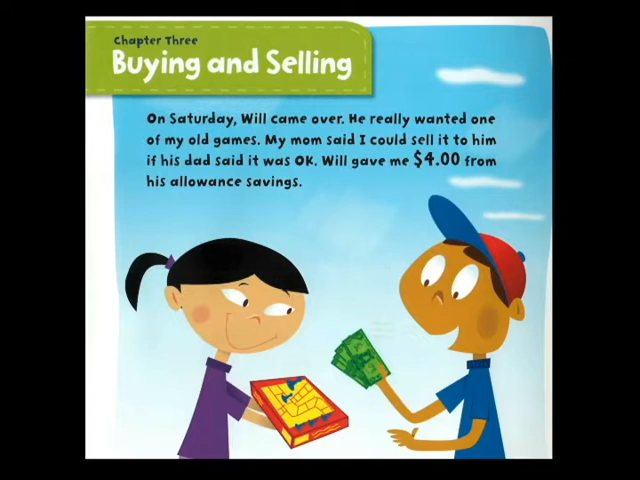 Chapter Three
Buying and Selling
On Saturday, Will came over. He really wanted one
of my old games. My mom said I could sell it to him
if his dad said it was OK. Will gave me $4.00 from
his allowance savings.